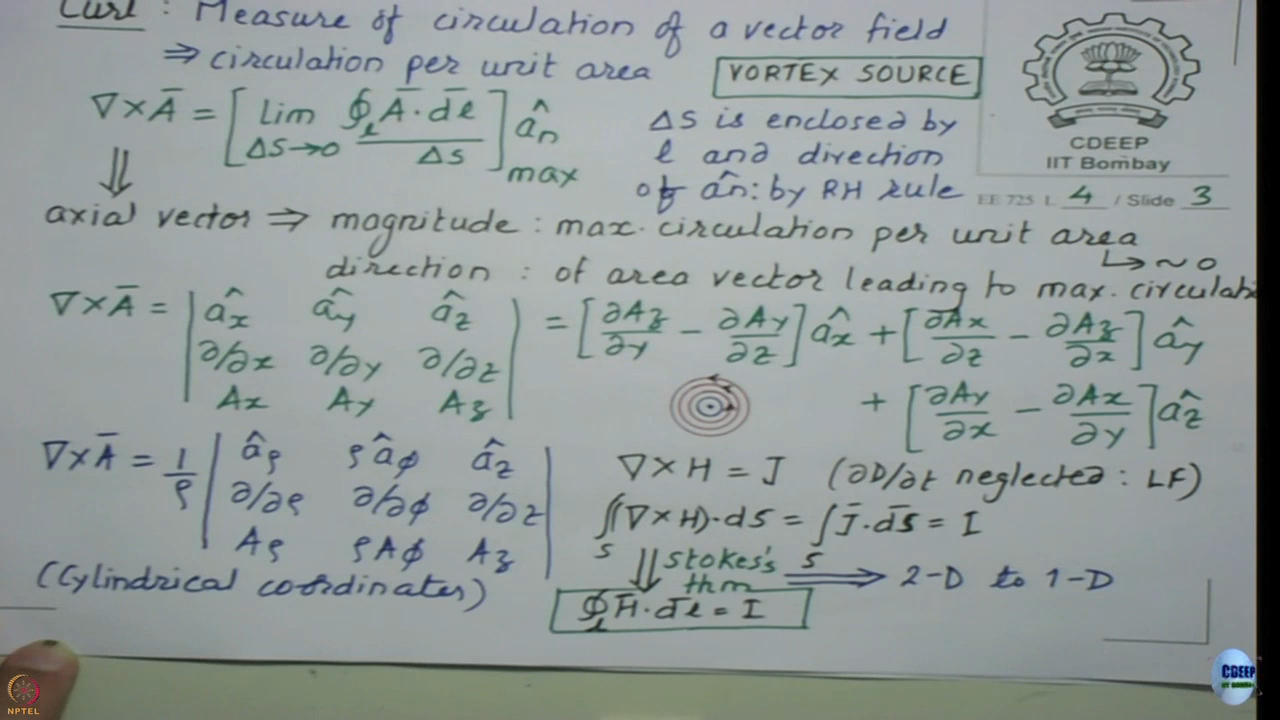 Curl : Measure of circulation of a vector field
⇒ circulation per unit area
VORTEX SOURCE
∇×Ā = [ lim ΔS→0 ∮ₗ Ā·dl̄ / ΔS ] âₙ max
ΔS is enclosed by
l and direction
of âₙ: by RH rule
CDEEP
IIT Bombay
EE 725 L 4 / Slide 3
axial vector ⇒ magnitude : max. circulation per unit area
↳ ~0
direction : of area vector leading to max. circulati
∇×Ā = | âx ây âz | = [∂Az/∂y − ∂Ay/∂z] âx + [∂Ax/∂z − ∂Az/∂x] ây
∂/∂x ∂/∂y ∂/∂z
Ax Ay Az
+ [∂Ay/∂x − ∂Ax/∂y] âz
∇×Ā = 1/ρ | âρ ρâϕ âz |
∂/∂ρ ∂/∂ϕ ∂/∂z
Aρ ρAϕ Az
(Cylindrical coordinates)
∇×H = J (∂D/∂t neglected : LF)
∬S (∇×H)·dS = ∫S J̄·dS̄ = I
⇓ Stokes's thm ⇒ 2-D to 1-D
∮ₗ H̄·dl̄ = I
NPTEL
CDEEP
IIT BOMBAY